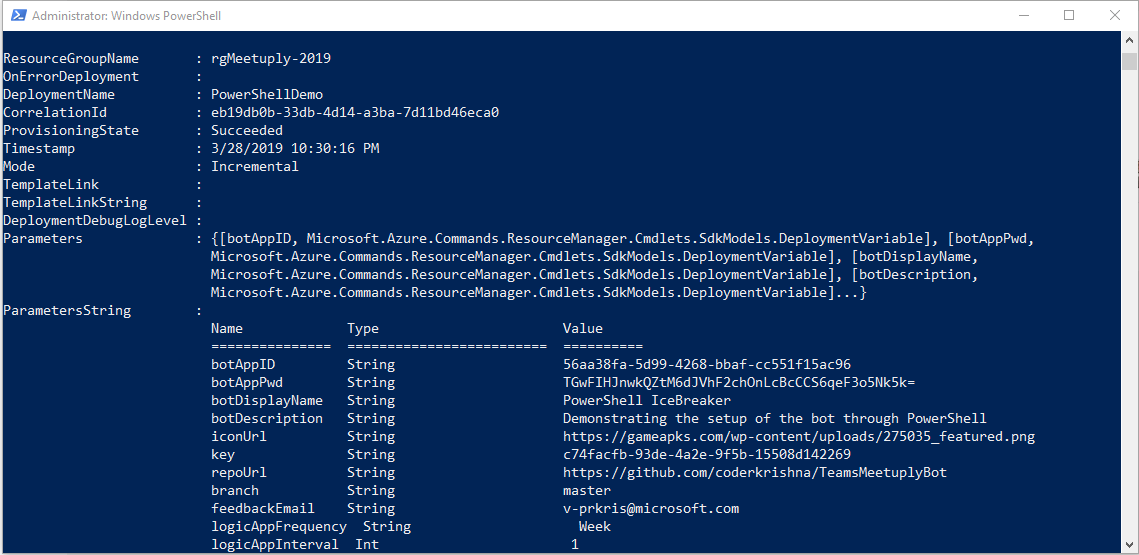 Administrator: Windows PowerShell
ResourceGroupName : rgMeetuply-2019
OnErrorDeployment :
DeploymentName : PowerShellDemo
CorrelationId : eb19db0b-33db-4d14-a3ba-7d11bd46eca0
ProvisioningState : Succeeded
Timestamp : 3/28/2019 10:30:16 PM
Mode : Incremental
TemplateLink :
TemplateLinkString :
DeploymentDebugLogLevel :
Parameters : {[botAppID, Microsoft.Azure.Commands.ResourceManager.Cmdlets.SdkModels.DeploymentVariable], [botAppPwd,
Microsoft.Azure.Commands.ResourceManager.Cmdlets.SdkModels.DeploymentVariable], [botDisplayName,
Microsoft.Azure.Commands.ResourceManager.Cmdlets.SdkModels.DeploymentVariable], [botDescription,
Microsoft.Azure.Commands.ResourceManager.Cmdlets.SdkModels.DeploymentVariable]...}
ParametersString :
Name Type Value
=============== ========================= ==========
botAppID String 56aa38fa-5d99-4268-bbaf-cc551f15ac96
botAppPwd String TGwFIHJnwkQZtM6dJVhF2chOnLcBcCCS6qeF3o5Nk5k=
botDisplayName String PowerShell IceBreaker
botDescription String Demonstrating the setup of the bot through PowerShell
iconUrl String https://gameapks.com/wp-content/uploads/275035_featured.png
key String c74facfb-93de-4a2e-9f5b-15508d142269
repoUrl String https://github.com/coderkrishna/TeamsMeetuplyBot
branch String master
feedbackEmail String v-prkris@microsoft.com
logicAppFrequency String Week
logicAppInterval Int 1